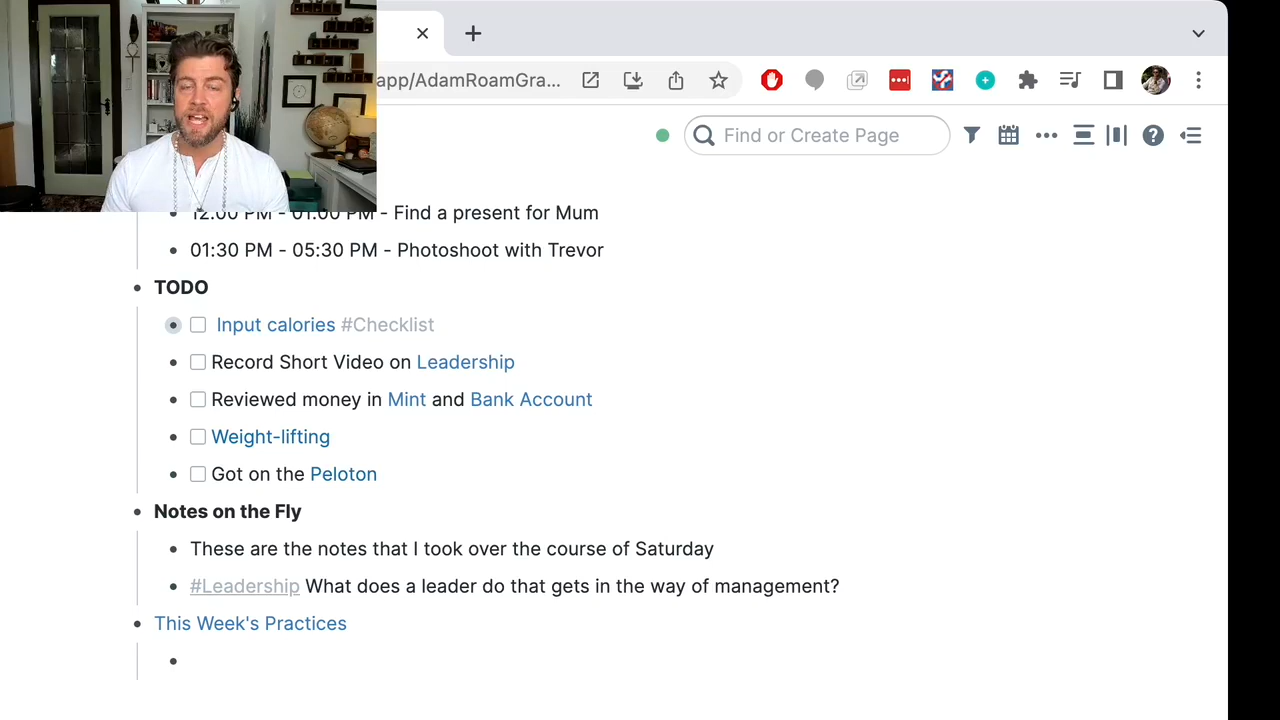 app/AdamRoamGra...
Find or Create Page
12:00 PM - 01:00 PM - Find a present for Mum
01:30 PM - 05:30 PM - Photoshoot with Trevor
TODO
Input calories #Checklist
Record Short Video on Leadership
Reviewed money in Mint and Bank Account
Weight-lifting
Got on the Peloton
Notes on the Fly
These are the notes that I took over the course of Saturday
#Leadership What does a leader do that gets in the way of management?
This Week's Practices